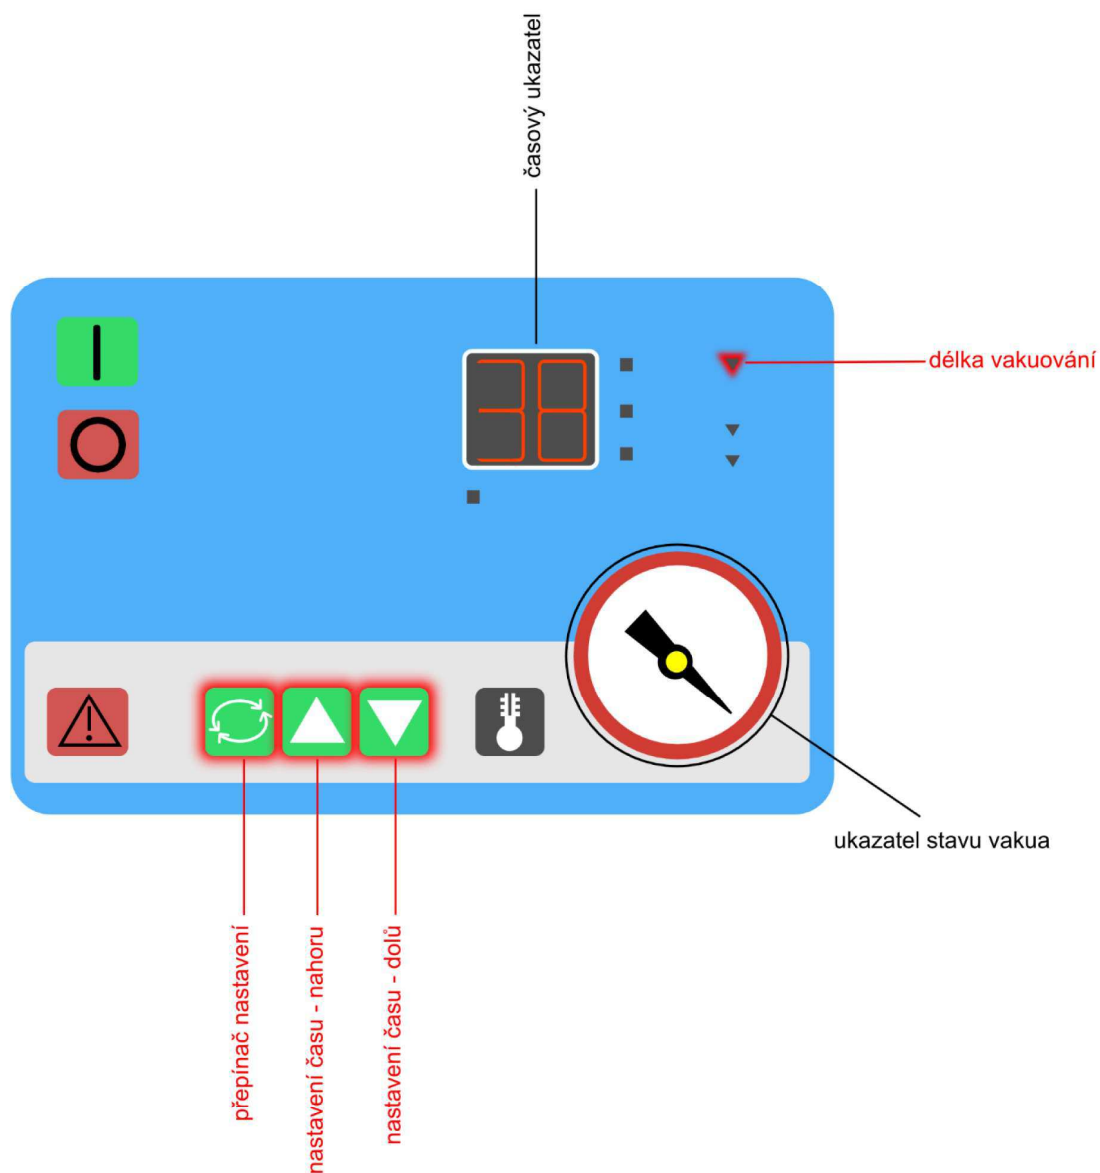 časový ukazatel
38
délka vakuování
ukazatel stavu vakua
přepínač nastavení
nastavení času - nahoru
nastavení času - dolů